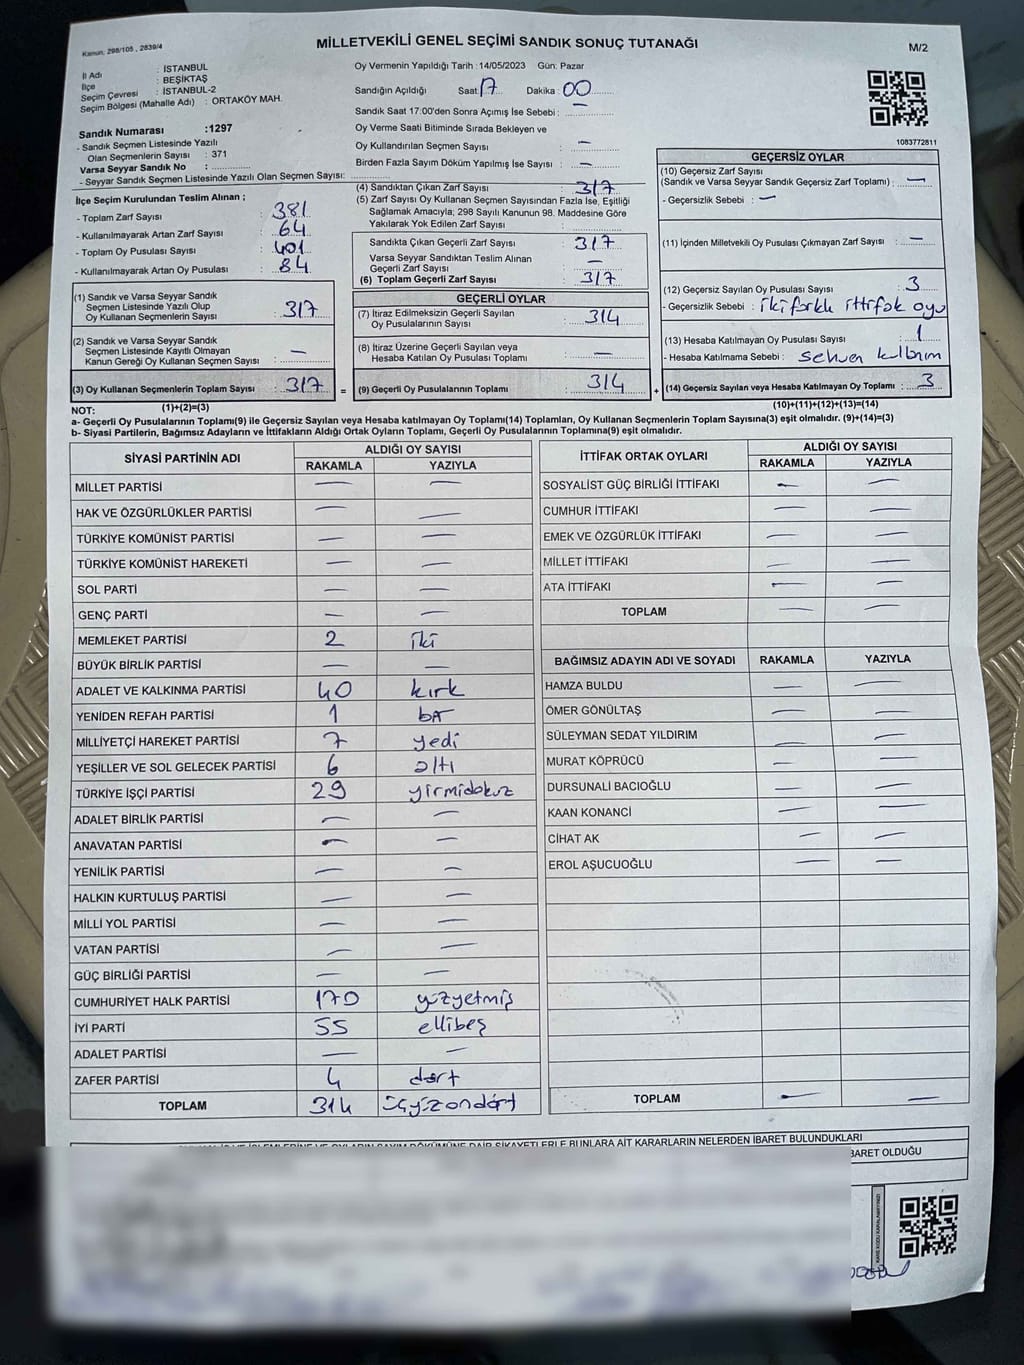 Kanun, 298/105 , 2839/4
MİLLETVEKİLİ GENEL SEÇİMİ SANDIK SONUÇ TUTANAĞI
M/2
İl Adı : İSTANBUL
İlçe : BEŞİKTAŞ
Seçim Çevresi : İSTANBUL-2
Seçim Bölgesi (Mahalle Adı) : ORTAKÖY MAH.
Sandık Numarası :1297
- Sandık Seçmen Listesinde Yazılı
Olan Seçmenlerin Sayısı : 371
Varsa Seyyar Sandık No :
- Seyyar Sandık Seçmen Listesinde Yazılı Olan Seçmen Sayısı:
Oy Vermenin Yapıldığı Tarih : 14/05/2023 Gün: Pazar
Sandığın Açıldığı Saat: 17 Dakika : 00
Sandık Saat 17:00'den Sonra Açımış İse Sebebi : —
Oy Verme Saati Bitiminde Sırada Bekleyen ve
Oy Kullandırılan Seçmen Sayısı : —
Birden Fazla Sayım Döküm Yapılmış İse Sayısı : —
1083772811
İlçe Seçim Kurulundan Teslim Alınan ;
- Toplam Zarf Sayısı : 381
- Kullanılmayarak Artan Zarf Sayısı : 64
- Toplam Oy Pusulası Sayısı : 401
- Kullanılmayarak Artan Oy Pusulası : 84
(1) Sandık ve Varsa Seyyar Sandık
Seçmen Listesinde Yazılı Olup
Oy Kullanan Seçmenlerin Sayısı : 317
(2) Sandık ve Varsa Seyyar Sandık
Seçmen Listesinde Kayıtlı Olmayan
Kanun Gereği Oy Kullanan Seçmen Sayısı : —
(3) Oy Kullanan Seçmenlerin Toplam Sayısı : 317 =
(1)+(2)=(3)
(4) Sandıktan Çıkan Zarf Sayısı : 317
(5) Zarf Sayısı Oy Kullanan Seçmen Sayısından Fazla İse, Eşitliği
Sağlamak Amacıyla; 298 Sayılı Kanunun 98. Maddesine Göre
Yakılarak Yok Edilen Zarf Sayısı :
Sandıkta Çıkan Geçerli Zarf Sayısı : 317
Varsa Seyyar Sandıktan Teslim Alınan
Geçerli Zarf Sayısı : —
(6) Toplam Geçerli Zarf Sayısı : 317
GEÇERLİ OYLAR
(7) İtiraz Edilmeksizin Geçerli Sayılan
Oy Pusulalarının Sayısı : 314
(8) İtiraz Üzerine Geçerli Sayılan veya
Hesaba Katılan Oy Pusulası Toplamı : —
(9) Geçerli Oy Pusulalarının Toplamı : 314 +
GEÇERSİZ OYLAR
(10) Geçersiz Zarf Sayısı
(Sandık ve Varsa Seyyar Sandık Geçersiz Zarf Toplamı) : —
- Geçersizlik Sebebi : —
(11) İçinden Milletvekili Oy Pusulası Çıkmayan Zarf Sayısı : —
(12) Geçersiz Sayılan Oy Pusulası Sayısı : 3
- Geçersizlik Sebebi : iki farklı ittifak oyu
(13) Hesaba Katılmayan Oy Pusulası Sayısı : 1
- Hesaba Katılmama Sebebi : sehven
(14) Geçersiz Sayılan veya Hesaba Katılmayan Oy Toplamı : 3
(10)+(11)+(12)+(13)=(14)
NOT:
a- Geçerli Oy Pusulasının Toplamı(9) ile Geçersiz Sayılan veya Hesaba katılmayan Oy Toplamı(14) Toplamları, Oy Kullanan Seçmenlerin Toplam Sayısına(3) eşit olmalıdır. (9)+(14)=(3)
b- Siyasi Partilerin, Bağımsız Adayların ve İttifakların Aldığı Ortak Oyların Toplamı, Geçerli Oy Pusulalarının Toplamına(9) eşit olmalıdır.
SİYASİ PARTİNİN ADI ALDIĞI OY SAYISI
RAKAMLA YAZIYLA
MİLLET PARTİSİ — —
HAK VE ÖZGÜRLÜKLER PARTİSİ — —
TÜRKİYE KOMÜNİST PARTİSİ — —
TÜRKİYE KOMÜNİST HAREKETİ — —
SOL PARTİ — —
GENÇ PARTİ — —
MEMLEKET PARTİSİ 2 iki
BÜYÜK BİRLİK PARTİSİ — —
ADALET VE KALKINMA PARTİSİ 40 kırk
YENİDEN REFAH PARTİSİ 1 bir
MİLLİYETÇİ HAREKET PARTİSİ 7 yedi
YEŞİLLER VE SOL GELECEK PARTİSİ 6 altı
TÜRKİYE İŞÇİ PARTİSİ 29 yirmidokuz
ADALET BİRLİK PARTİSİ — —
ANAVATAN PARTİSİ — —
YENİLİK PARTİSİ — —
HALKIN KURTULUŞ PARTİSİ — —
MİLLİ YOL PARTİSİ — —
VATAN PARTİSİ — —
GÜÇ BİRLİĞİ PARTİSİ — —
CUMHURİYET HALK PARTİSİ 170 yüzyetmiş
İYİ PARTİ 55 ellibeş
ADALET PARTİSİ — —
ZAFER PARTİSİ 4 dört
TOPLAM 314 üçyüzondört
İTTİFAK ORTAK OYLARI ALDIĞI OY SAYISI
RAKAMLA YAZIYLA
SOSYALİST GÜÇ BİRLİĞİ İTTİFAKI — —
CUMHUR İTTİFAKI — —
EMEK VE ÖZGÜRLÜK İTTİFAKI — —
MİLLET İTTİFAKI — —
ATA İTTİFAKI — —
TOPLAM — —
BAĞIMSIZ ADAYIN ADI VE SOYADI RAKAMLA YAZIYLA
HAMZA BULDU — —
ÖMER GÖNÜLTAŞ — —
SÜLEYMAN SEDAT YILDIRIM — —
MURAT KÖPRÜCÜ — —
DURSUNALİ BACIOĞLU — —
KAAN KONANCİ — —
CİHAT AK — —
EROL AŞUCUOĞLU — —
TOPLAM — —
SAYIM DÖKÜMÜNE DAİR ŞİKAYETLERLE BUNLARA AİT KARARLARIN NELERDEN İBARET BULUNDUKLARI
BARET OLDUĞU